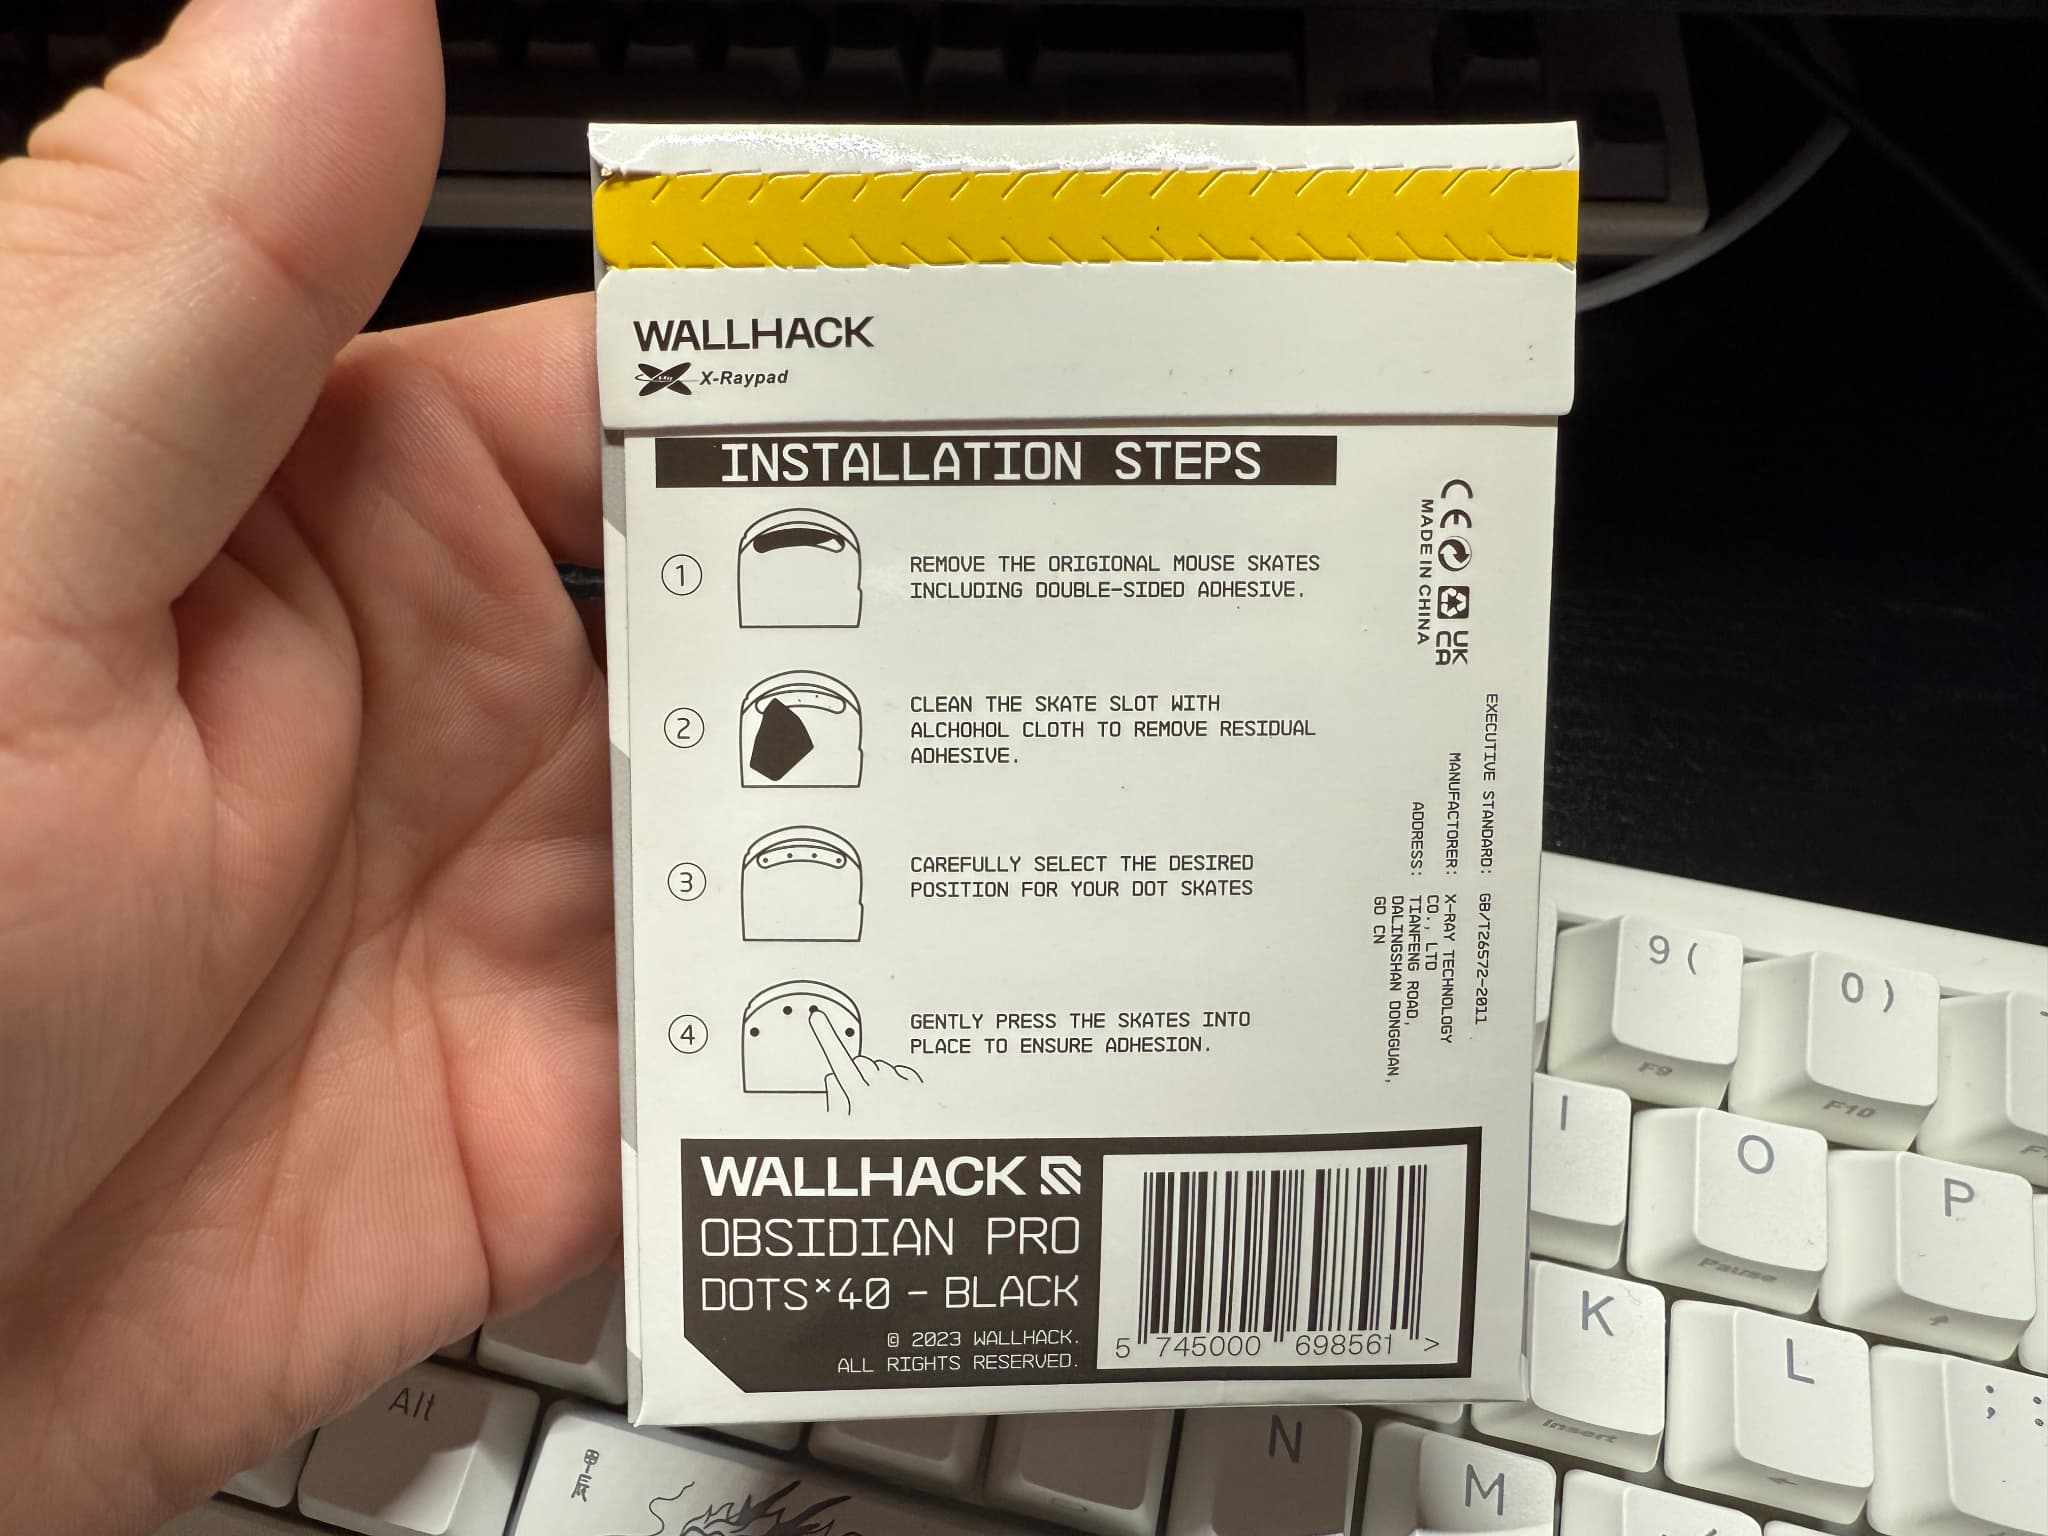 WALLHACK
X-Raypad
INSTALLATION STEPS
1
REMOVE THE ORIGIONAL MOUSE SKATES
INCLUDING DOUBLE-SIDED ADHESIVE.
2
CLEAN THE SKATE SLOT WITH
ALCHOHOL CLOTH TO REMOVE RESIDUAL
ADHESIVE.
3
CAREFULLY SELECT THE DESIRED
POSITION FOR YOUR DOT SKATES
4
GENTLY PRESS THE SKATES INTO
PLACE TO ENSURE ADHESION.
CE
UK
CA
MADE IN CHINA
EXECUTIVE STANDARD: GB/T26572-2011
MANUFACTORER: X-RAY TECHNOLOGY
CO., LTD
ADDRESS: TIANFENG ROAD,
DALINGSHAN DONGGUAN,
GD CN
WALLHACK
OBSIDIAN PRO
DOTS×40 - BLACK
© 2023 WALLHACK.
ALL RIGHTS RESERVED.
5 745000 698561 >
9 (
F9
0 )
F10
I
O
Pause
P
K
Insert
L
; :
Alt
N
M
甲辰